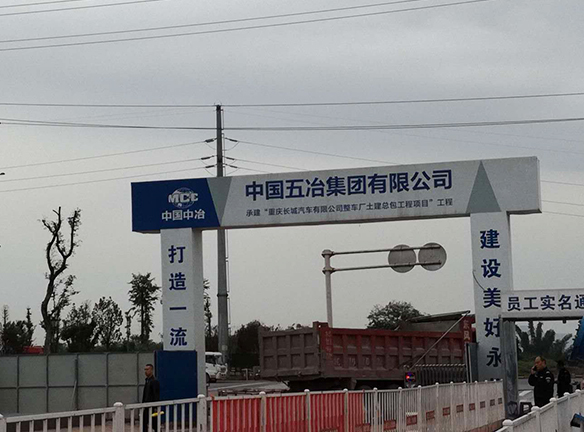 MCC
中国中冶
中国五冶集团有限公司
承建“重庆长城汽车有限公司整车厂土建总包工程项目”工程
打造一流
建设美好永
员工实名通